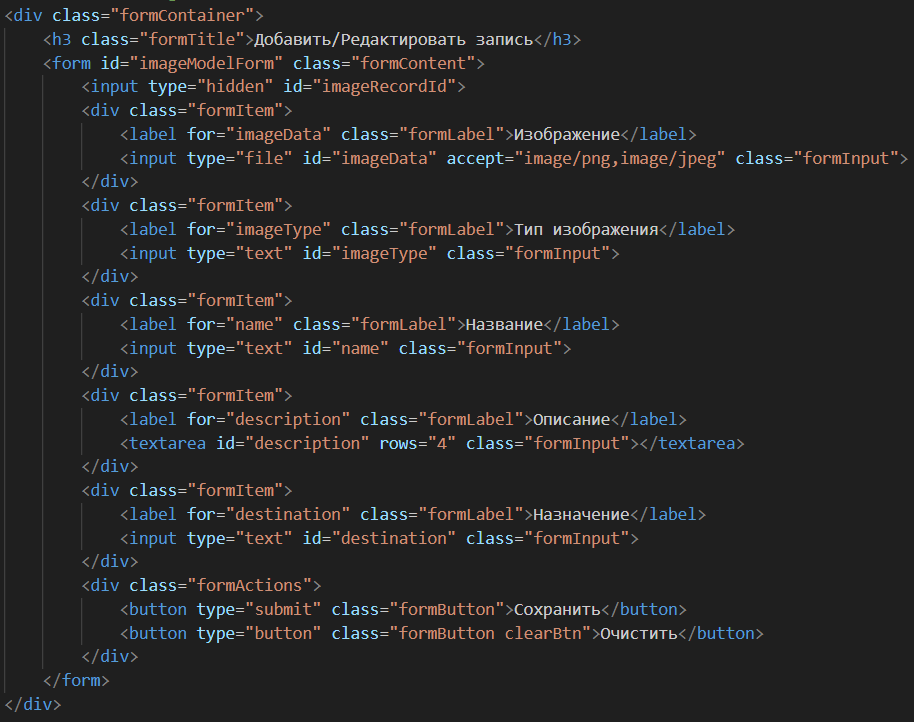 <div class="formContainer">
<h3 class="formTitle">Добавить/Редактировать запись</h3>
<form id="imageModelForm" class="formContent">
<input type="hidden" id="imageRecordId">
<div class="formItem">
<label for="imageData" class="formLabel">Изображение</label>
<input type="file" id="imageData" accept="image/png,image/jpeg" class="formInput">
</div>
<div class="formItem">
<label for="imageType" class="formLabel">Тип изображения</label>
<input type="text" id="imageType" class="formInput">
</div>
<div class="formItem">
<label for="name" class="formLabel">Название</label>
<input type="text" id="name" class="formInput">
</div>
<div class="formItem">
<label for="description" class="formLabel">Описание</label>
<textarea id="description" rows="4" class="formInput"></textarea>
</div>
<div class="formItem">
<label for="destination" class="formLabel">Назначение</label>
<input type="text" id="destination" class="formInput">
</div>
<div class="formActions">
<button type="submit" class="formButton">Сохранить</button>
<button type="button" class="formButton clearBtn">Очистить</button>
</div>
</form>
</div>